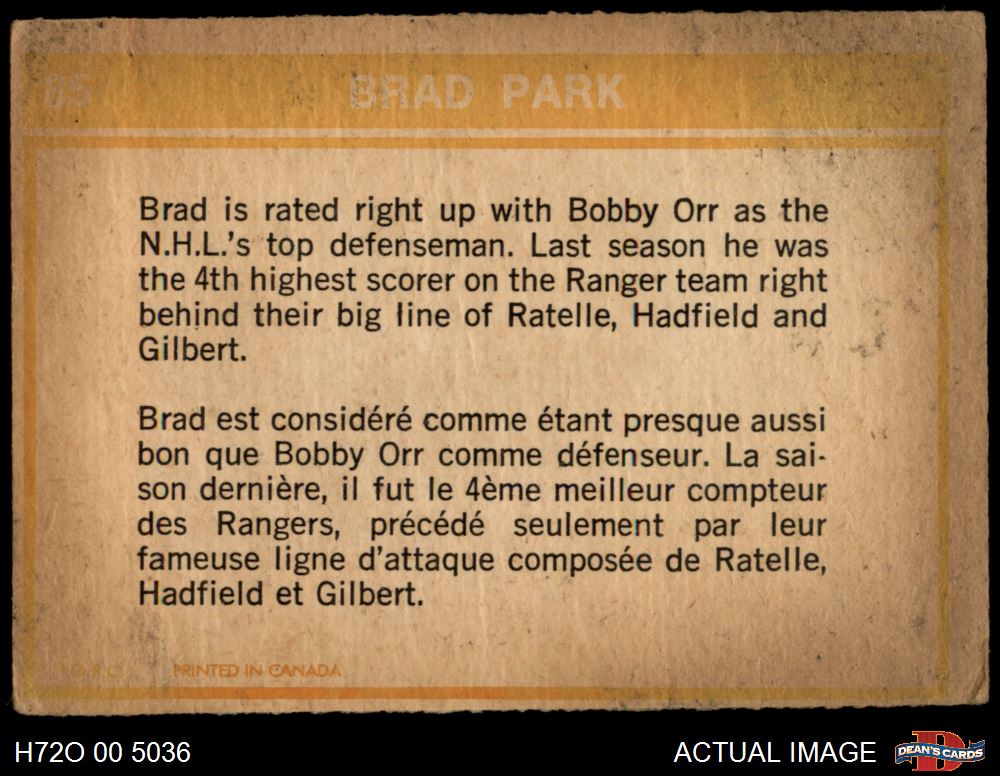 85 BRAD PARK
Brad is rated right up with Bobby Orr as the
N.H.L.'s top defenseman. Last season he was
the 4th highest scorer on the Ranger team right
behind their big line of Ratelle, Hadfield and
Gilbert.
Brad est considéré comme étant presque aussi
bon que Bobby Orr comme défenseur. La sai-
son dernière, il fut le 4ème meilleur compteur
des Rangers, précédé seulement par leur
fameuse ligne d'attaque composée de Ratelle,
Hadfield et Gilbert.
O.P.C. PRINTED IN CANADA
H72O 00 5036 ACTUAL IMAGE DEAN'S CARDS